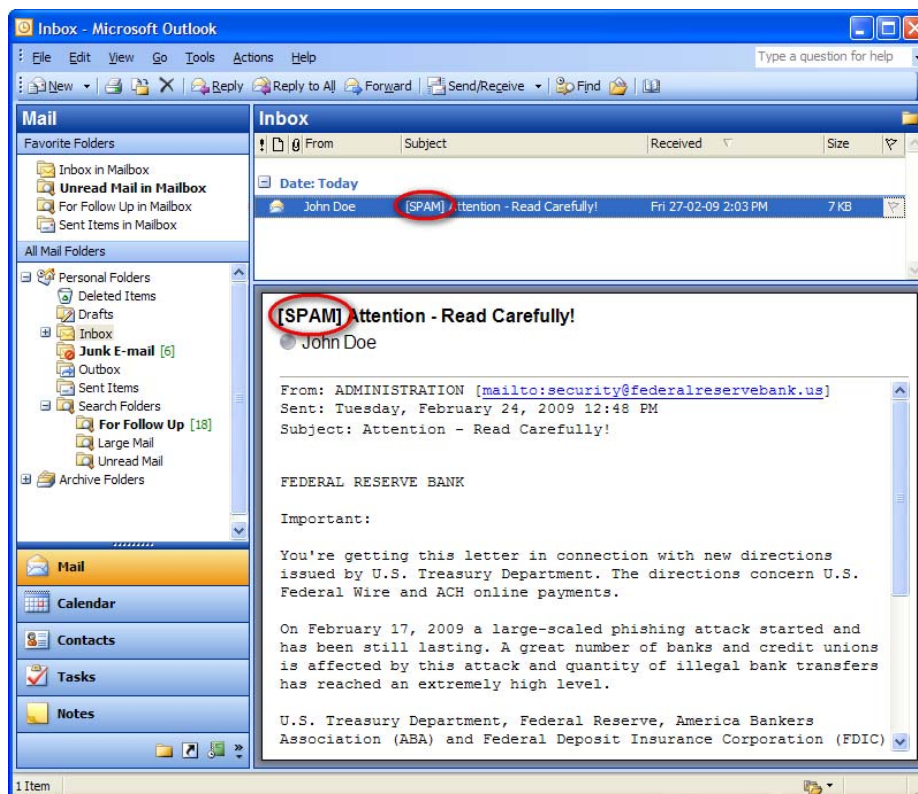 Inbox - Microsoft Outlook
File Edit View Go Tools Actions Help
Type a question for help
New Reply Reply to All Forward Send/Receive Find
Mail
Favorite Folders
Inbox in Mailbox
Unread Mail in Mailbox
For Follow Up in Mailbox
Sent Items in Mailbox
All Mail Folders
Personal Folders
Deleted Items
Drafts
Inbox
Junk E-mail [6]
Outbox
Sent Items
Search Folders
For Follow Up [18]
Large Mail
Unread Mail
Archive Folders
Mail
Calendar
Contacts
Tasks
Notes
Inbox
From Subject Received Size
Date: Today
John Doe [SPAM] Attention - Read Carefully! Fri 27-02-09 2:03 PM 7 KB
[SPAM] Attention - Read Carefully!
John Doe
From: ADMINISTRATION [mailto:security@federalreservebank.us]
Sent: Tuesday, February 24, 2009 12:48 PM
Subject: Attention - Read Carefully!
FEDERAL RESERVE BANK
Important:
You're getting this letter in connection with new directions
issued by U.S. Treasury Department. The directions concern U.S.
Federal Wire and ACH online payments.
On February 17, 2009 a large-scaled phishing attack started and
has been still lasting. A great number of banks and credit unions
is affected by this attack and quantity of illegal bank transfers
has reached an extremely high level.
U.S. Treasury Department, Federal Reserve, America Bankers
Association (ABA) and Federal Deposit Insurance Corporation (FDIC)
1 Item